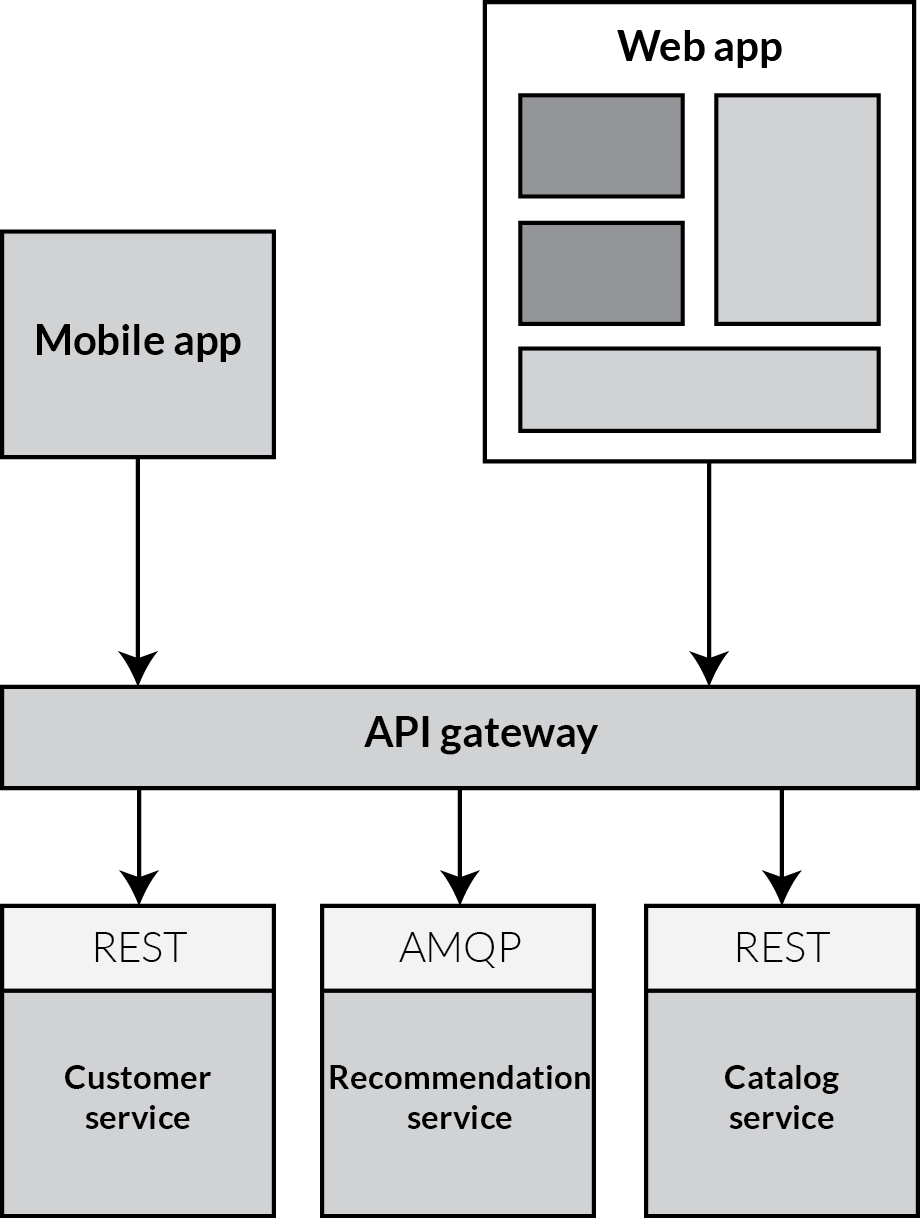 Web app
Mobile app
API gateway
REST
AMQP
REST
Customer
service
Recommendation
service
Catalog
service